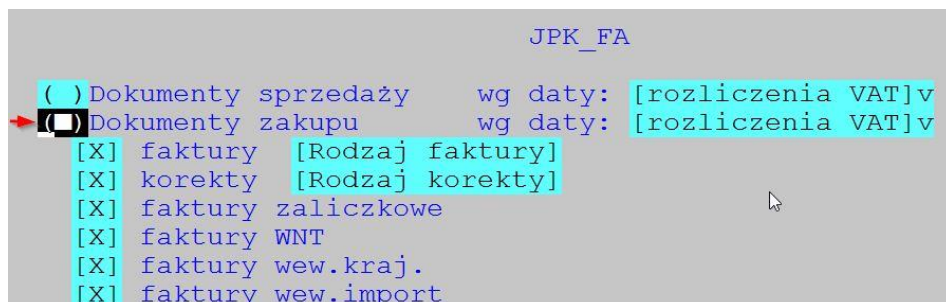 JPK_FA
( ) Dokumenty sprzedaży wg daty: [rozliczenia VAT]v
(■) Dokumenty zakupu wg daty: [rozliczenia VAT]v
[X] faktury [Rodzaj faktury]
[X] korekty [Rodzaj korekty]
[X] faktury zaliczkowe
[X] faktury WNT
[X] faktury wew.kraj.
[X] faktury wew.import